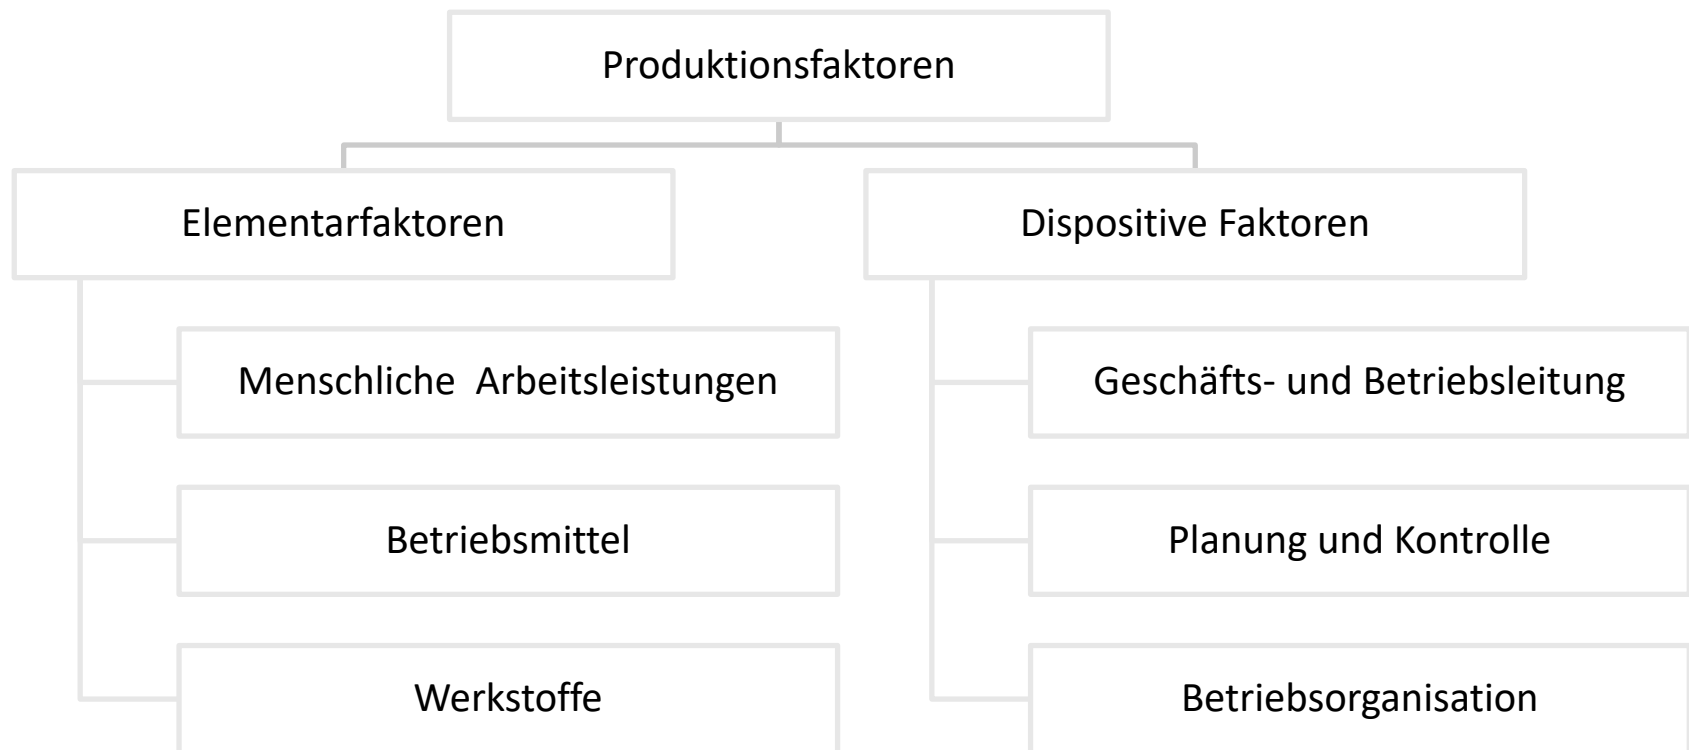 Produktionsfaktoren
Elementarfaktoren
Menschliche  Arbeitsleistungen
Betriebsmittel
Werkstoffe
Dispositive Faktoren
Geschäfts- und Betriebsleitung
Planung und Kontrolle
Betriebsorganisation